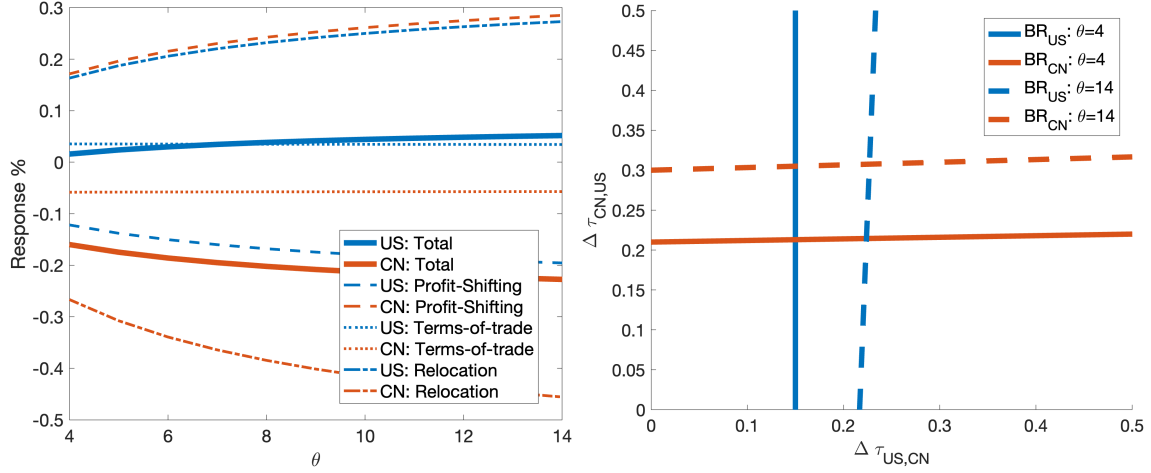 0.3
0.2
0.1
0
-0.1
-0.2
-0.3
-0.4
-0.5
Response %
4
6
8
10
12
14
θ
US: Total
CN: Total
US: Profit-Shifting
CN: Profit-Shifting
US: Terms-of-trade
CN: Terms-of-trade
US: Relocation
CN: Relocation
0.5
0.45
0.4
0.35
0.3
0.25
0.2
0.15
0.1
0.05
0
Δ τCN,US
0
0.1
0.2
0.3
0.4
0.5
Δ τUS,CN
BRUS: θ=4
BRCN: θ=4
BRUS: θ=14
BRCN: θ=14